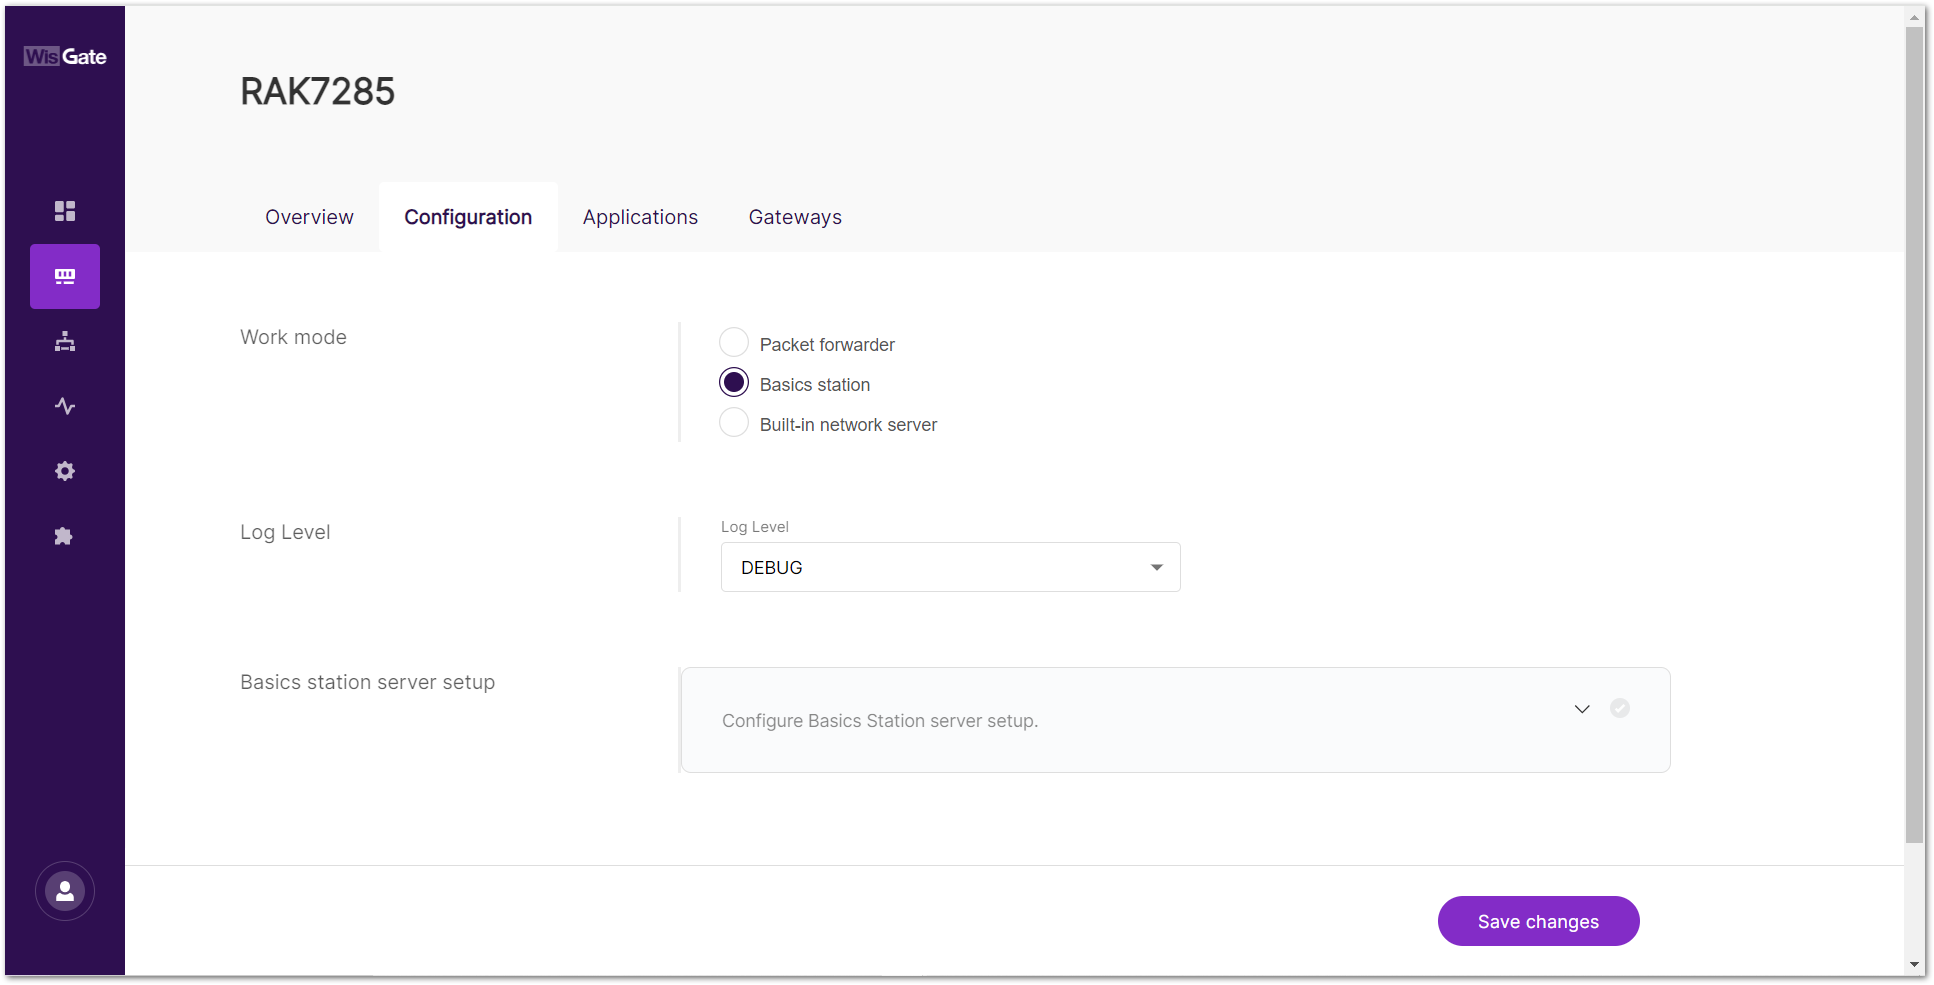 WisGate
RAK7285
Overview
Configuration
Applications
Gateways
Work mode
Packet forwarder
Basics station
Built-in network server
Log Level
Log Level
DEBUG
Basics station server setup
Configure Basics Station server setup.
Save changes